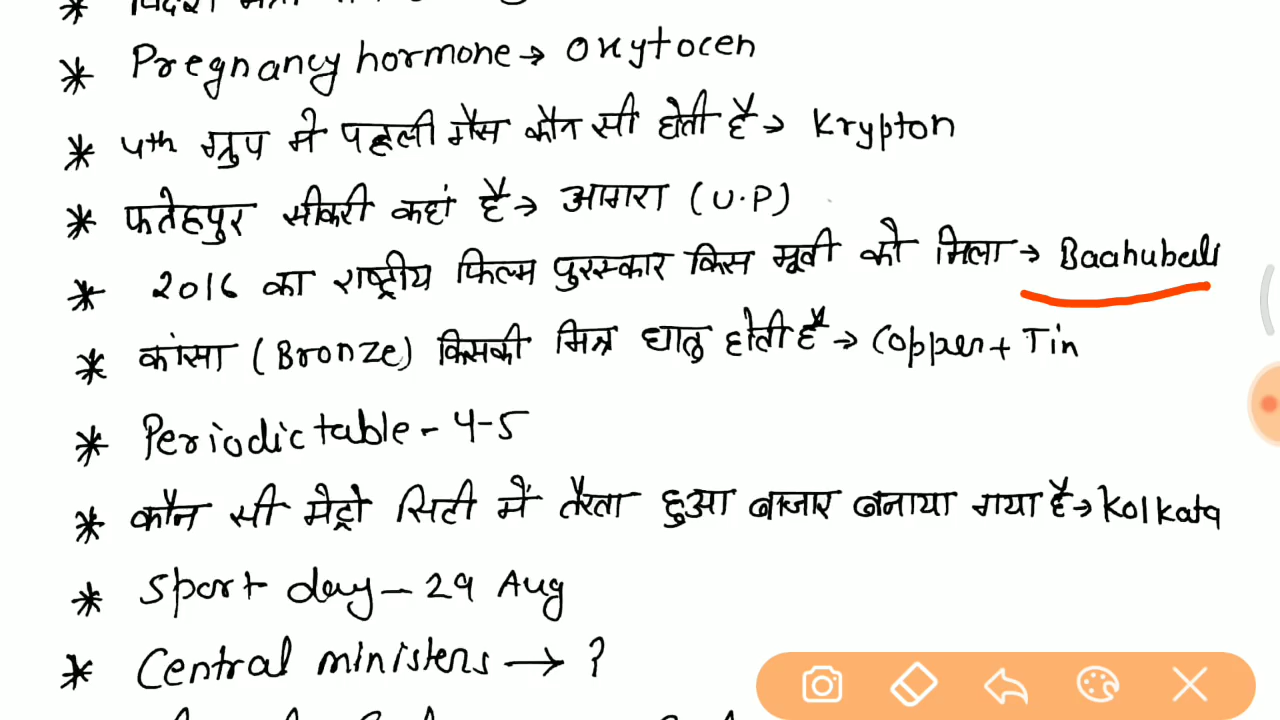 * Pregnancy hormone → Oxytocen
* 4th ग्रुप में पहली गैस कौन सी होती है → Krypton
* फतेहपुर सीकरी कहां है → आगरा (U.P)
* 2016 का राष्ट्रीय फिल्म पुरस्कार किस मूवी को मिला → Baahubali
* कांसा (Bronze) किसकी मिश्र धातु होती है → Copper + Tin
* Periodic table - 4-5
* कौन सी मेट्रो सिटी में तैरता हुआ बाजार बनाया गया है → Kolkata
* Sport day - 29 Aug
* Central ministers → ?